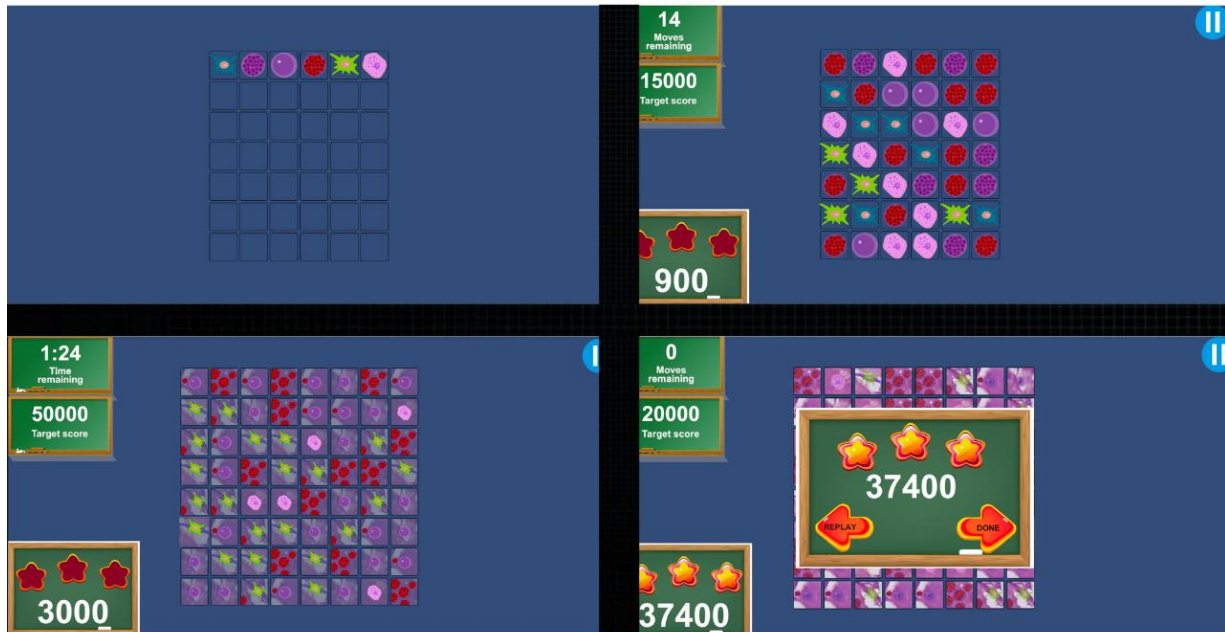 14
Moves
remaining
15000
Target score
900
1:24
Time
remaining
50000
Target score
3000
0
Moves
remaining
20000
Target score
37400
REPLAY
DONE
37400